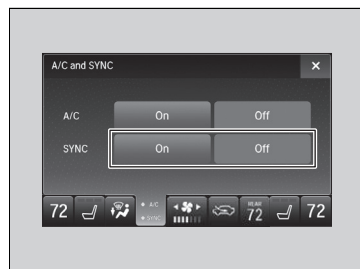 A/C and SYNC ×
A/C On Off
SYNC On Off
72 A/C SYNC REAR 72 72